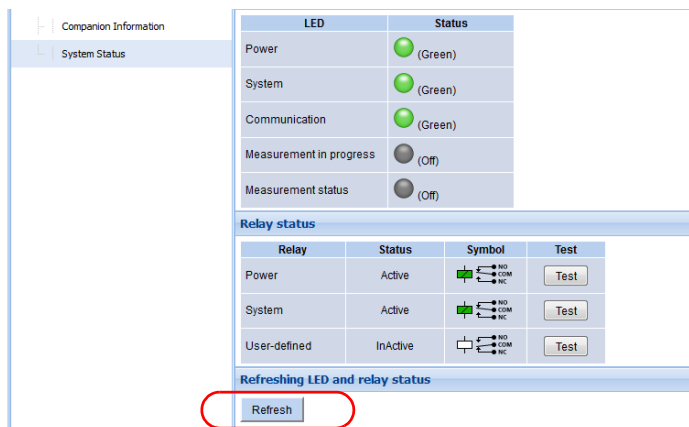 Companion Information
System Status
LED Status
Power (Green)
System (Green)
Communication (Green)
Measurement in progress (Off)
Measurement status (Off)
Relay status
Relay Status Symbol Test
Power Active NO COM NC Test
System Active NO COM NC Test
User-defined InActive NO COM NC Test
Refreshing LED and relay status
Refresh